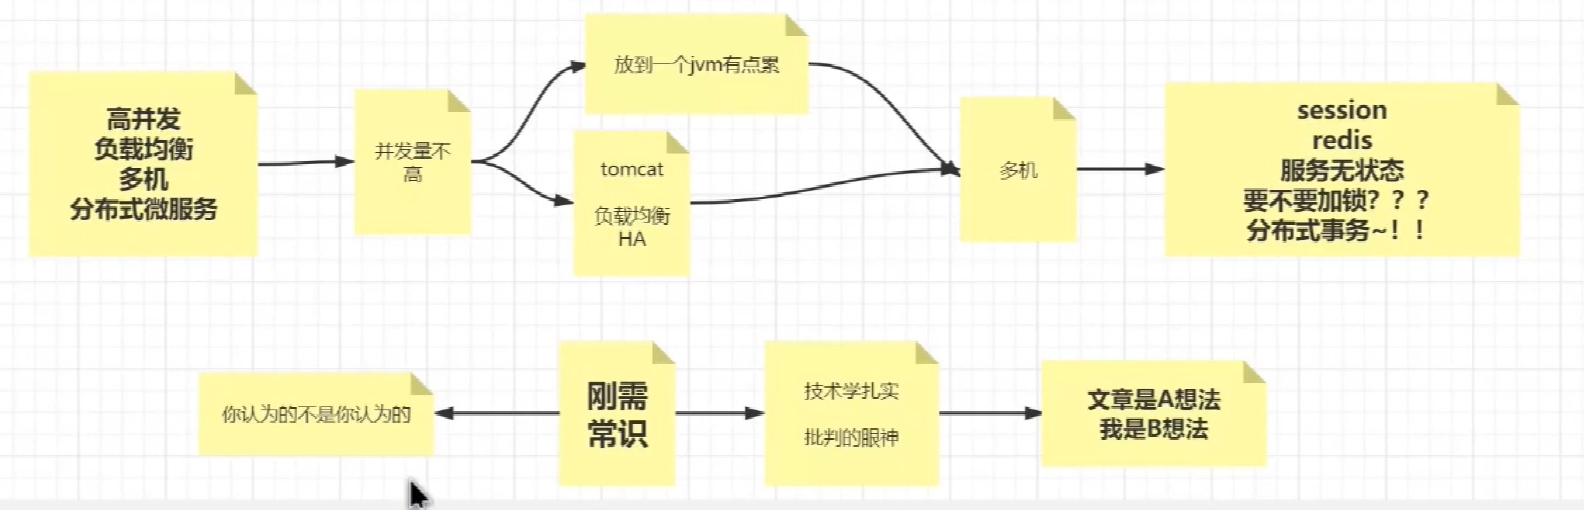 高并发
负载均衡
多机
分布式微服务
并发量不
高
放到一个jvm有点累
tomcat
负载均衡
HA
多机
session
redis
服务无状态
要不要加锁？？？
分布式事务~！！
你认为的不是你认为的
刚需
常识
技术学扎实
批判的眼神
文章是A想法
我是B想法